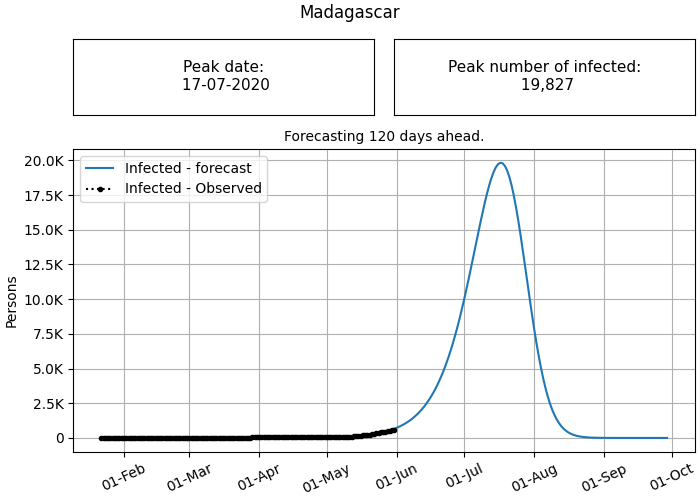 Madagascar
Peak date:
17-07-2020
Peak number of infected:
19,827
Forecasting 120 days ahead.
Infected - forecast
Infected - Observed
20.0K
17.5K
15.0K
12.5K
10.0K
7.5K
5.0K
2.5K
0
Persons
01-Feb
01-Mar
01-Apr
01-May
01-Jun
01-Jul
01-Aug
01-Sep
01-Oct